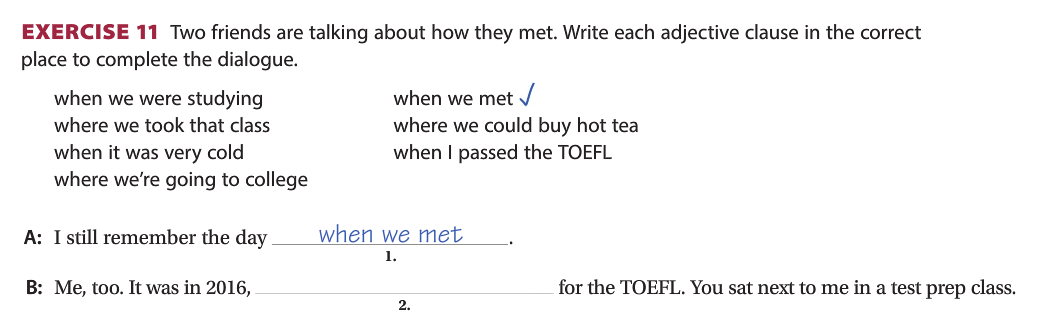 EXERCISE 11 Two friends are talking about how they met. Write each adjective clause in the correct
place to complete the dialogue.
when we were studying when we met ✓
where we took that class where we could buy hot tea
when it was very cold when I passed the TOEFL
where we're going to college
A: I still remember the day when we met.
1.
B: Me, too. It was in 2016, ____________________ for the TOEFL. You sat next to me in a test prep class.
2.